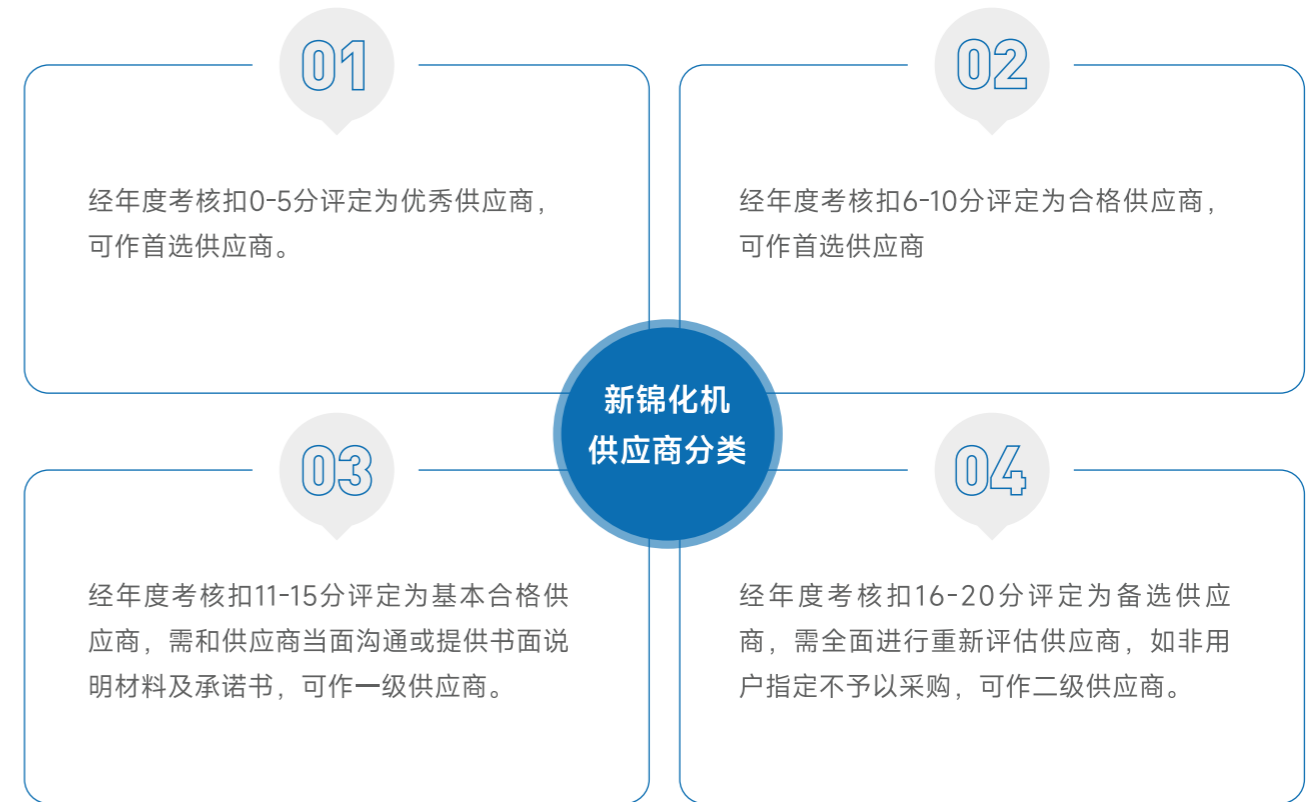 01
经年度考核扣0-5分评定为优秀供应商，
可作首选供应商。
02
经年度考核扣6-10分评定为合格供应商，
可作首选供应商
新锦化机
供应商分类
03
经年度考核扣11-15分评定为基本合格供
应商，需和供应商当面沟通或提供书面说
明材料及承诺书，可作一级供应商。
04
经年度考核扣16-20分评定为备选供应
商，需全面进行重新评估供应商，如非用
户指定不予以采购，可作二级供应商。